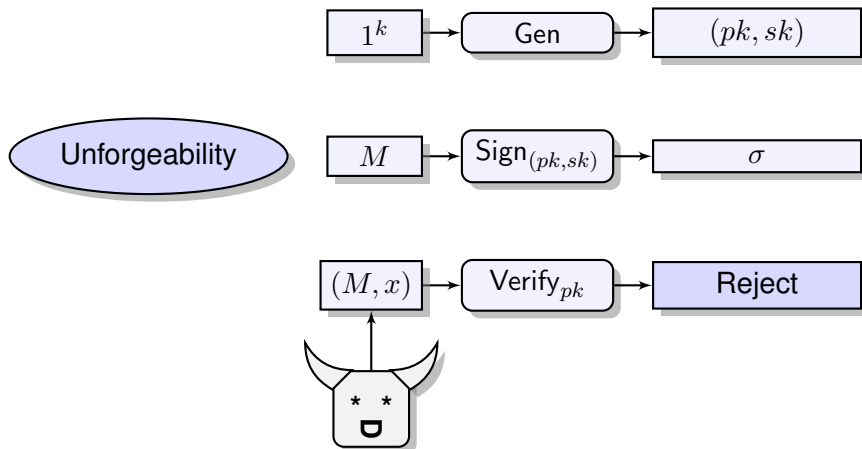 1^k Gen (pk, sk)
Unforgeability M Sign_(pk,sk) σ
(M, x) Verify_pk Reject
* *
D